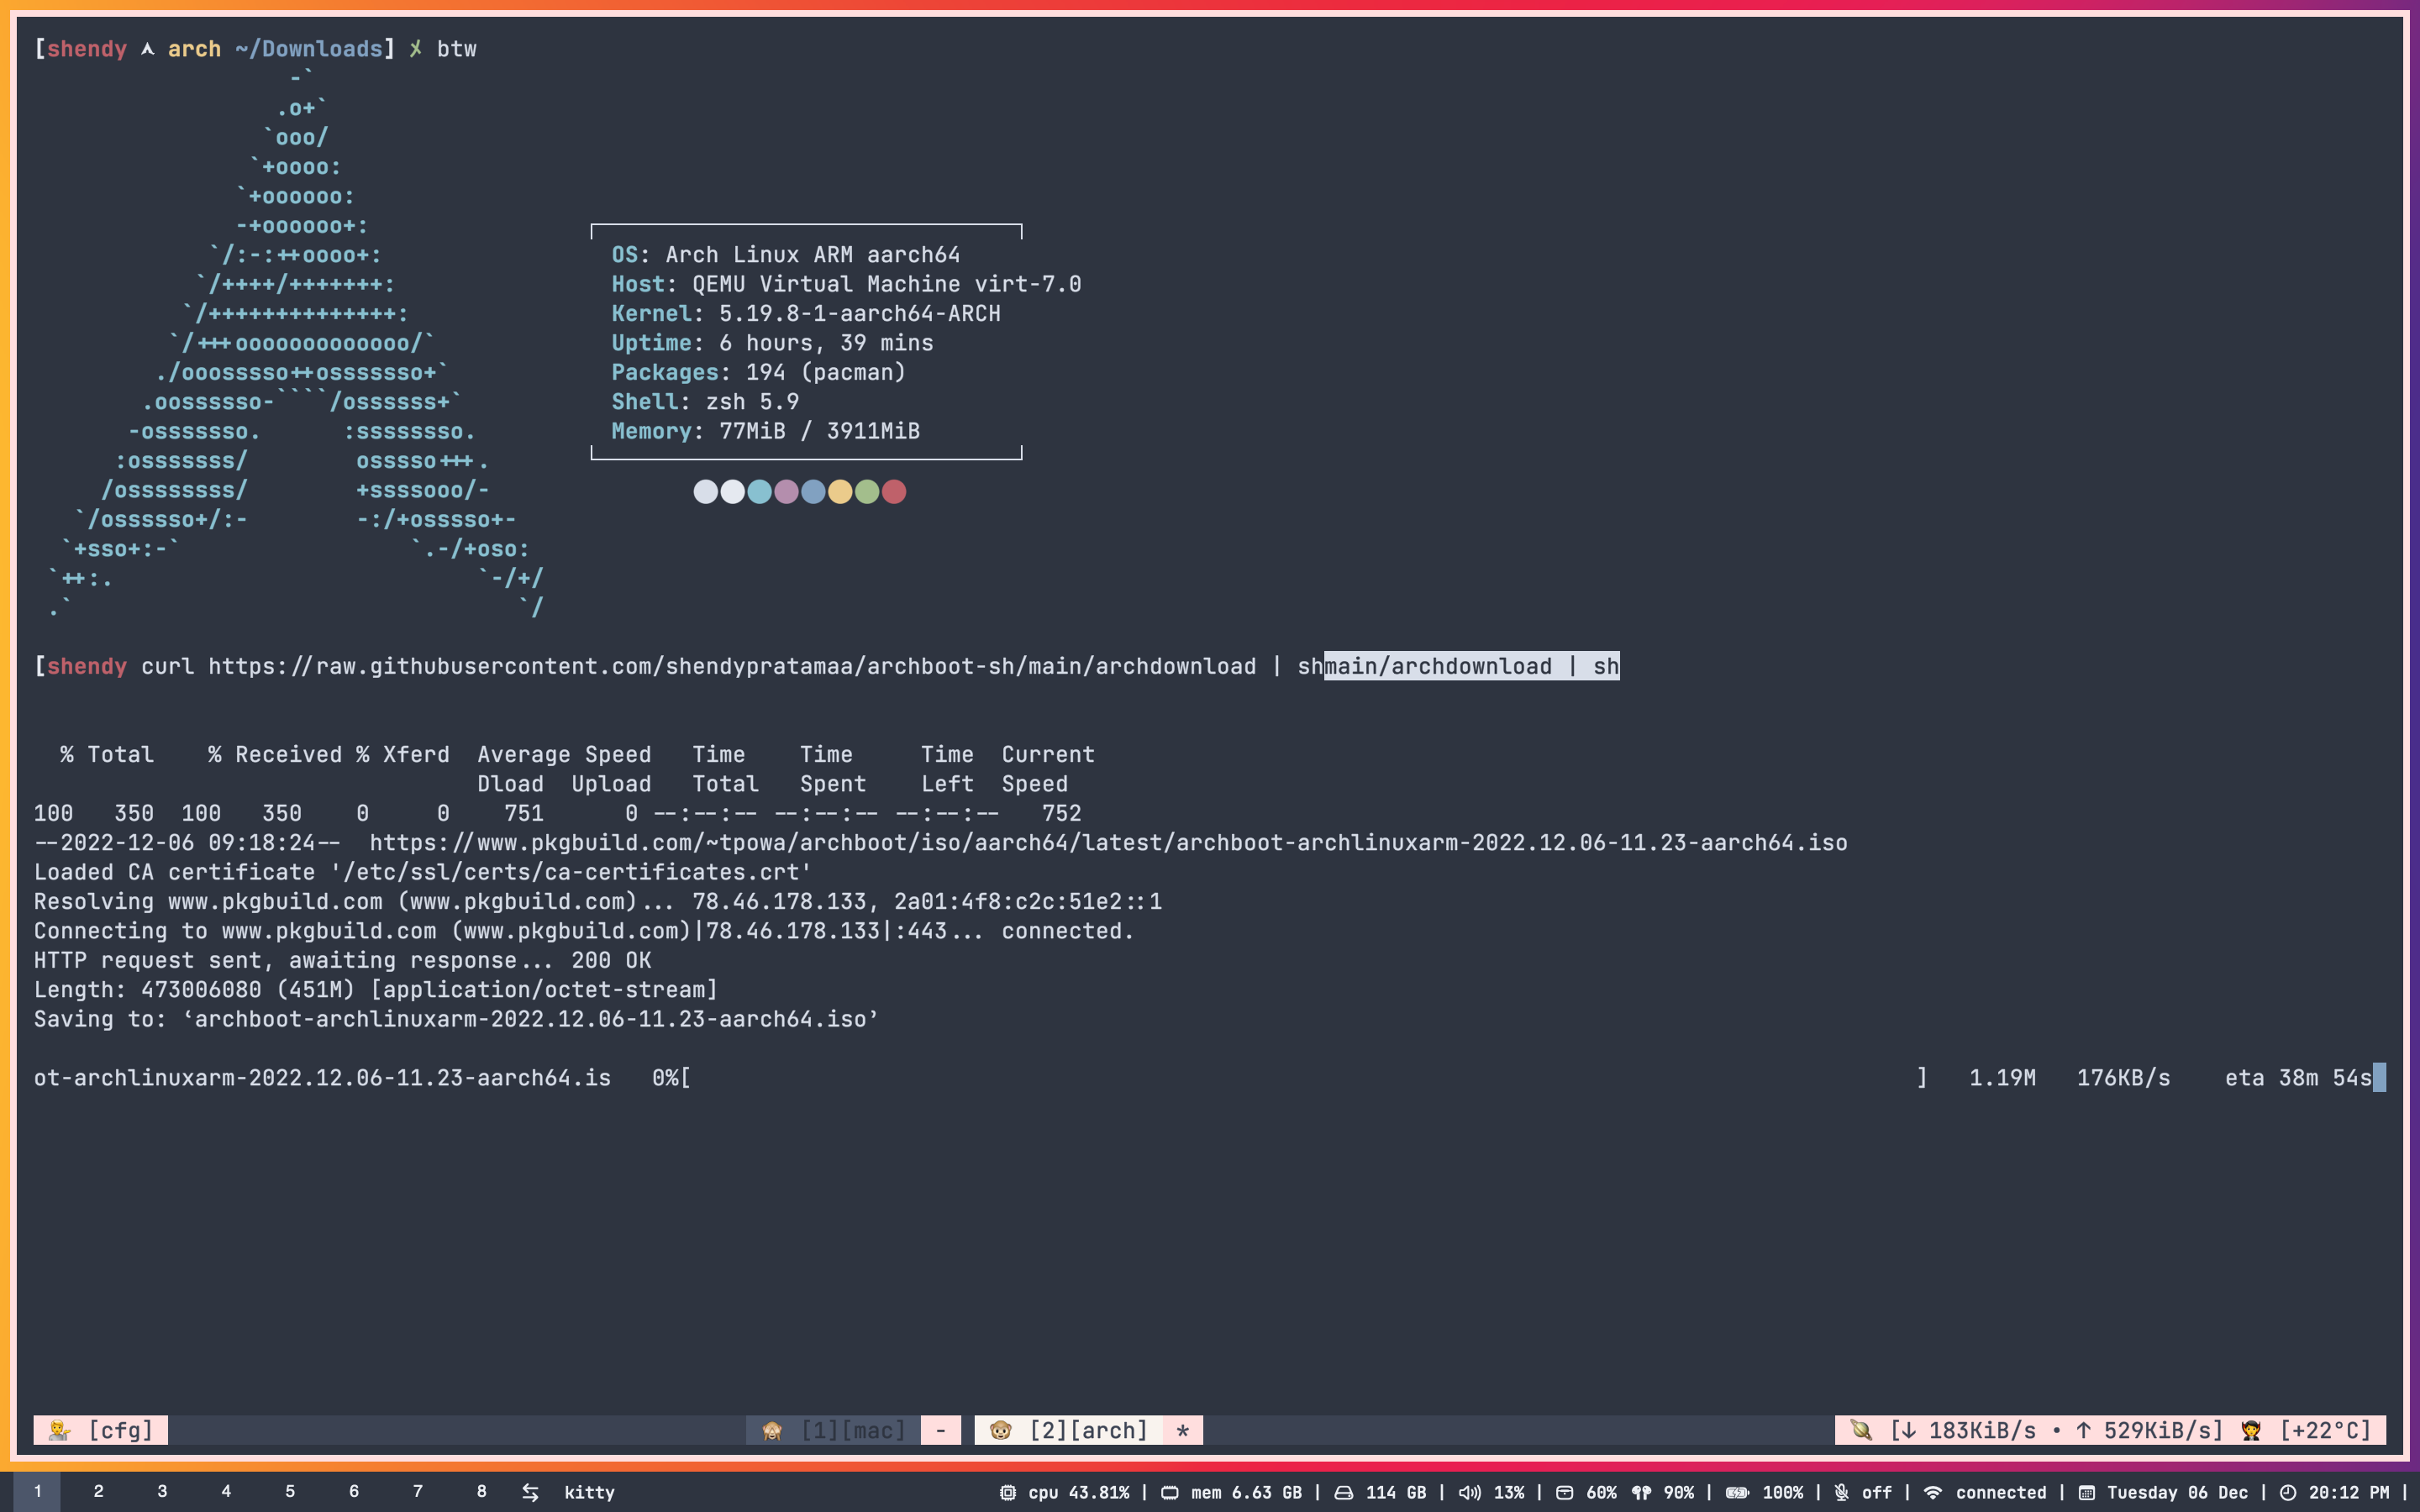 [shendy arch ~/Downloads] ✗ btw
-`
.o+`
`ooo/
`+oooo:
`+oooooo:
-+oooooo+:
`/:-:++oooo+:
`/++++/+++++++:
`/++++++++++++++:
`/+++ooooooooooooo/`
./ooosssso++osssssso+`
.oossssso-````/ossssss+`
-osssssso. :ssssssso.
:osssssss/ osssso+++.
/ossssssss/ +ssssooo/-
`/ossssso+/:- -:/+osssso+-
`+sso+:-` `.-/+oso:
`++:. `-/+/
.` `/
OS: Arch Linux ARM aarch64
Host: QEMU Virtual Machine virt-7.0
Kernel: 5.19.8-1-aarch64-ARCH
Uptime: 6 hours, 39 mins
Packages: 194 (pacman)
Shell: zsh 5.9
Memory: 77MiB / 3911MiB
[shendy curl https://raw.githubusercontent.com/shendypratamaa/archboot-sh/main/archdownload | shmain/archdownload | sh
% Total % Received % Xferd Average Speed Time Time Time Current
Dload Upload Total Spent Left Speed
100 350 100 350 0 0 751 0 --:--:-- --:--:-- --:--:-- 752
--2022-12-06 09:18:24-- https://www.pkgbuild.com/~tpowa/archboot/iso/aarch64/latest/archboot-archlinuxarm-2022.12.06-11.23-aarch64.iso
Loaded CA certificate '/etc/ssl/certs/ca-certificates.crt'
Resolving www.pkgbuild.com (www.pkgbuild.com)... 78.46.178.133, 2a01:4f8:c2c:51e2::1
Connecting to www.pkgbuild.com (www.pkgbuild.com)|78.46.178.133|:443... connected.
HTTP request sent, awaiting response... 200 OK
Length: 473006080 (451M) [application/octet-stream]
Saving to: ‘archboot-archlinuxarm-2022.12.06-11.23-aarch64.iso’
ot-archlinuxarm-2022.12.06-11.23-aarch64.is 0%[ ] 1.19M 176KB/s eta 38m 54s
[cfg] [1][mac] - [2][arch] * [↓ 183KiB/s • ↑ 529KiB/s] [+22°C]
1 2 3 4 5 6 7 8 kitty cpu 43.81% | mem 6.63 GB | 114 GB | 13% | 60% 90% | 100% | off | connected | Tuesday 06 Dec | 20:12 PM |